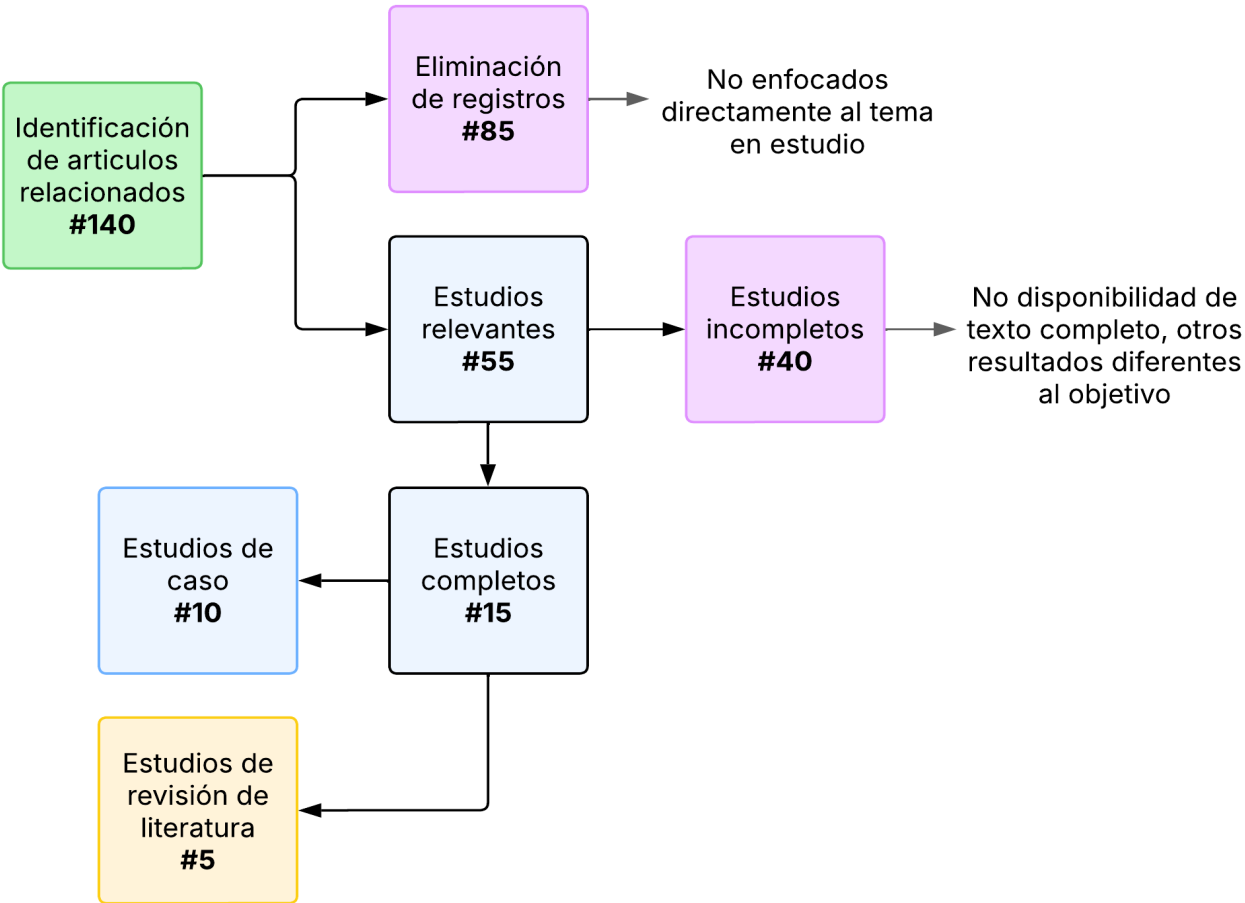 Eliminación
de registros
#85
No enfocados
directamente al tema
en estudio
Identificación
de articulos
relacionados
#140
Estudios
relevantes
#55
Estudios
incompletos
#40
No disponibilidad de
texto completo, otros
resultados diferentes
al objetivo
Estudios de
caso
#10
Estudios
completos
#15
Estudios de
revisión de
literatura
#5